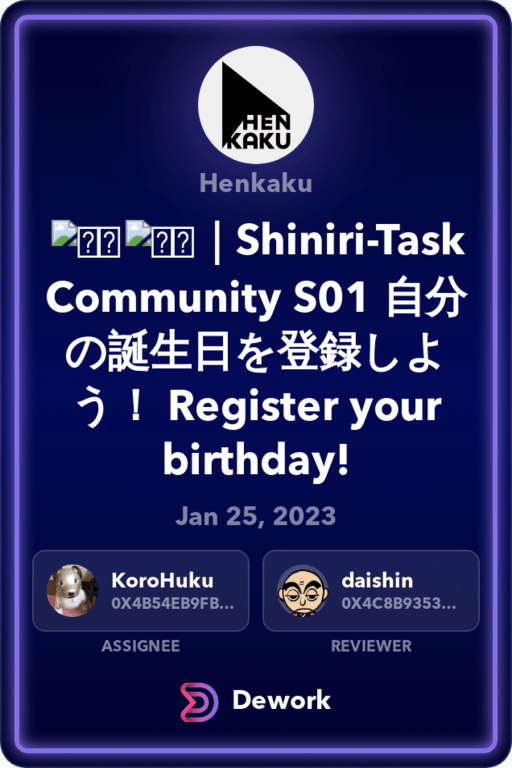 HEN
KAKU
Henkaku
| Shiniri-Task
Community S01 自分
の誕生日を登録しよ
う！ Register your
birthday!
Jan 25, 2023
KoroHuku
0X4B54EB9FB...
daishin
0X4C8B9353...
ASSIGNEE
REVIEWER
Dework